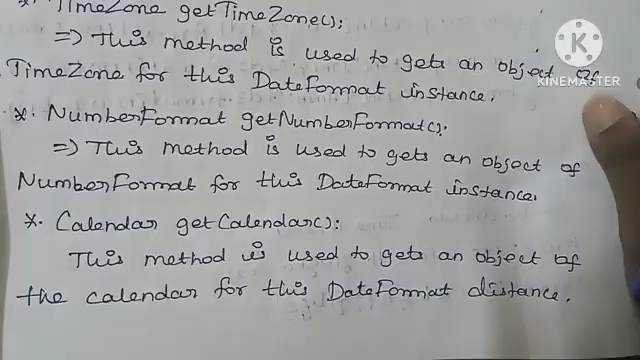 *. TimeZone getTimeZone();
=) This method is used to gets an object of
TimeZone for this DateFormat instance.
*. NumberFormat getNumberFormat();
=) This method is used to gets an object of
NumberFormat for this DateFormat instance.
*. Calendar getCalendar():
This method is used to gets an object of
the calendar for this DateFormat distance.
KINEMASTER